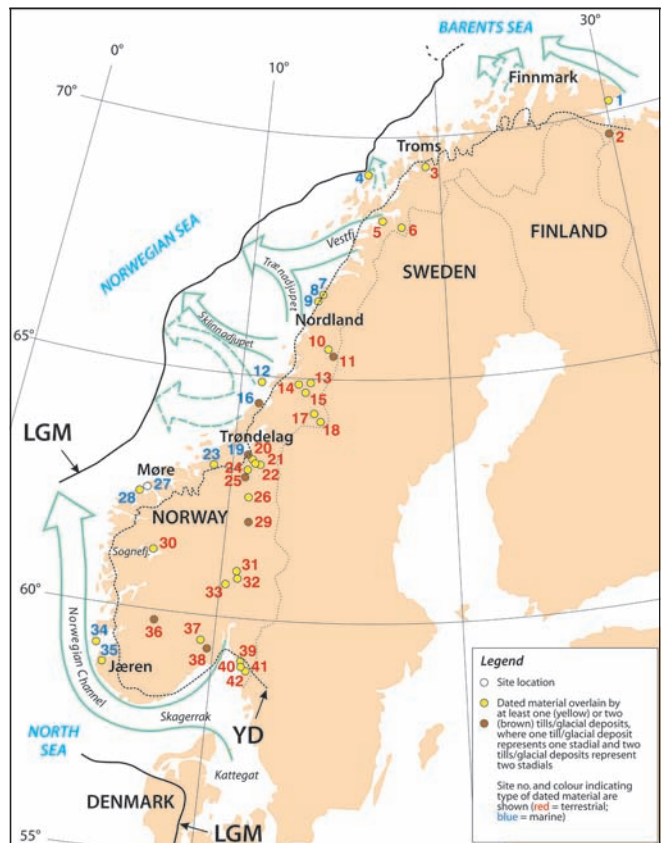 BARENTS SEA
30°
0°
10°
70°
Finnmark
1
2
Troms
3
4
5
6
FINLAND
NORWEGIAN SEA
Vestfj.
SWEDEN
Trænadjupet
7
8
9
Nordland
Sklinnadjupet
10
11
65°
12
13
14
15
16
17
18
LGM
Trøndelag
19
20
21
22
23
24
25
Møre
27
28
26
NORWAY
29
Sognefj.
30
31
32
33
60°
Norwegian Channel
36
37
38
39
40
41
42
34
35
Jæren
YD
NORTH
SEA
Skagerrak
Kattegat
DENMARK
LGM
55°
Legend
Site location
Dated material overlain by
at least one (yellow) or two
(brown) tills/glacial deposits,
where one till/glacial deposit
represents one stadial and two
tills/glacial deposits represent
two stadials
Site no. and colour indicating
type of dated material are
shown (red = terrestrial;
blue = marine)